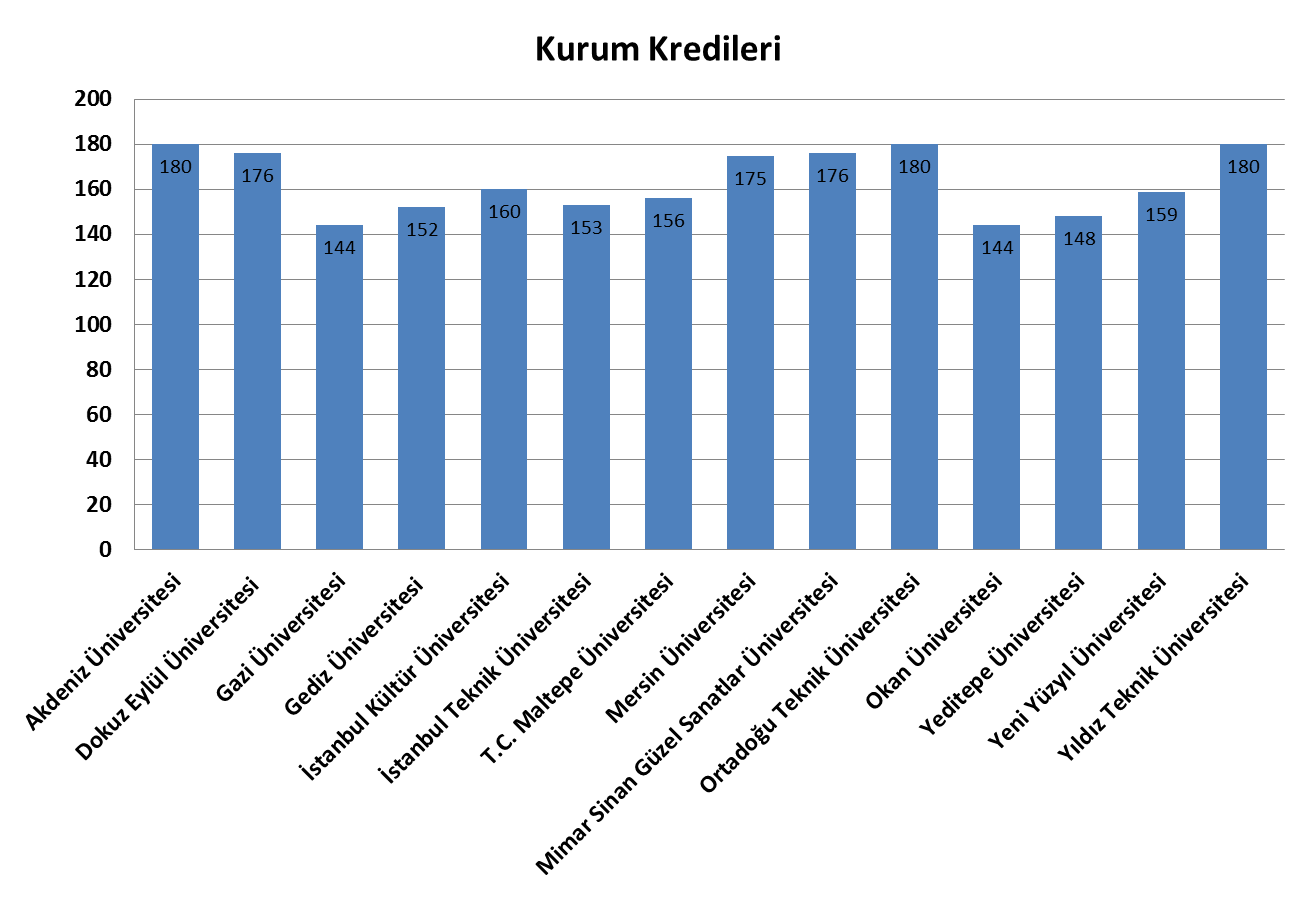 Kurum Kredileri
200
180
160
140
120
100
80
60
40
20
0
180
176
144
152
160
153
156
175
176
180
144
148
159
180
Akdeniz Üniversitesi
Dokuz Eylül Üniversitesi
Gazi Üniversitesi
Gediz Üniversitesi
İstanbul Kültür Üniversitesi
İstanbul Teknik Üniversitesi
T.C. Maltepe Üniversitesi
Mersin Üniversitesi
Mimar Sinan Güzel Sanatlar Üniversitesi
Ortadoğu Teknik Üniversitesi
Okan Üniversitesi
Yeditepe Üniversitesi
Yeni Yüzyıl Üniversitesi
Yıldız Teknik Üniversitesi